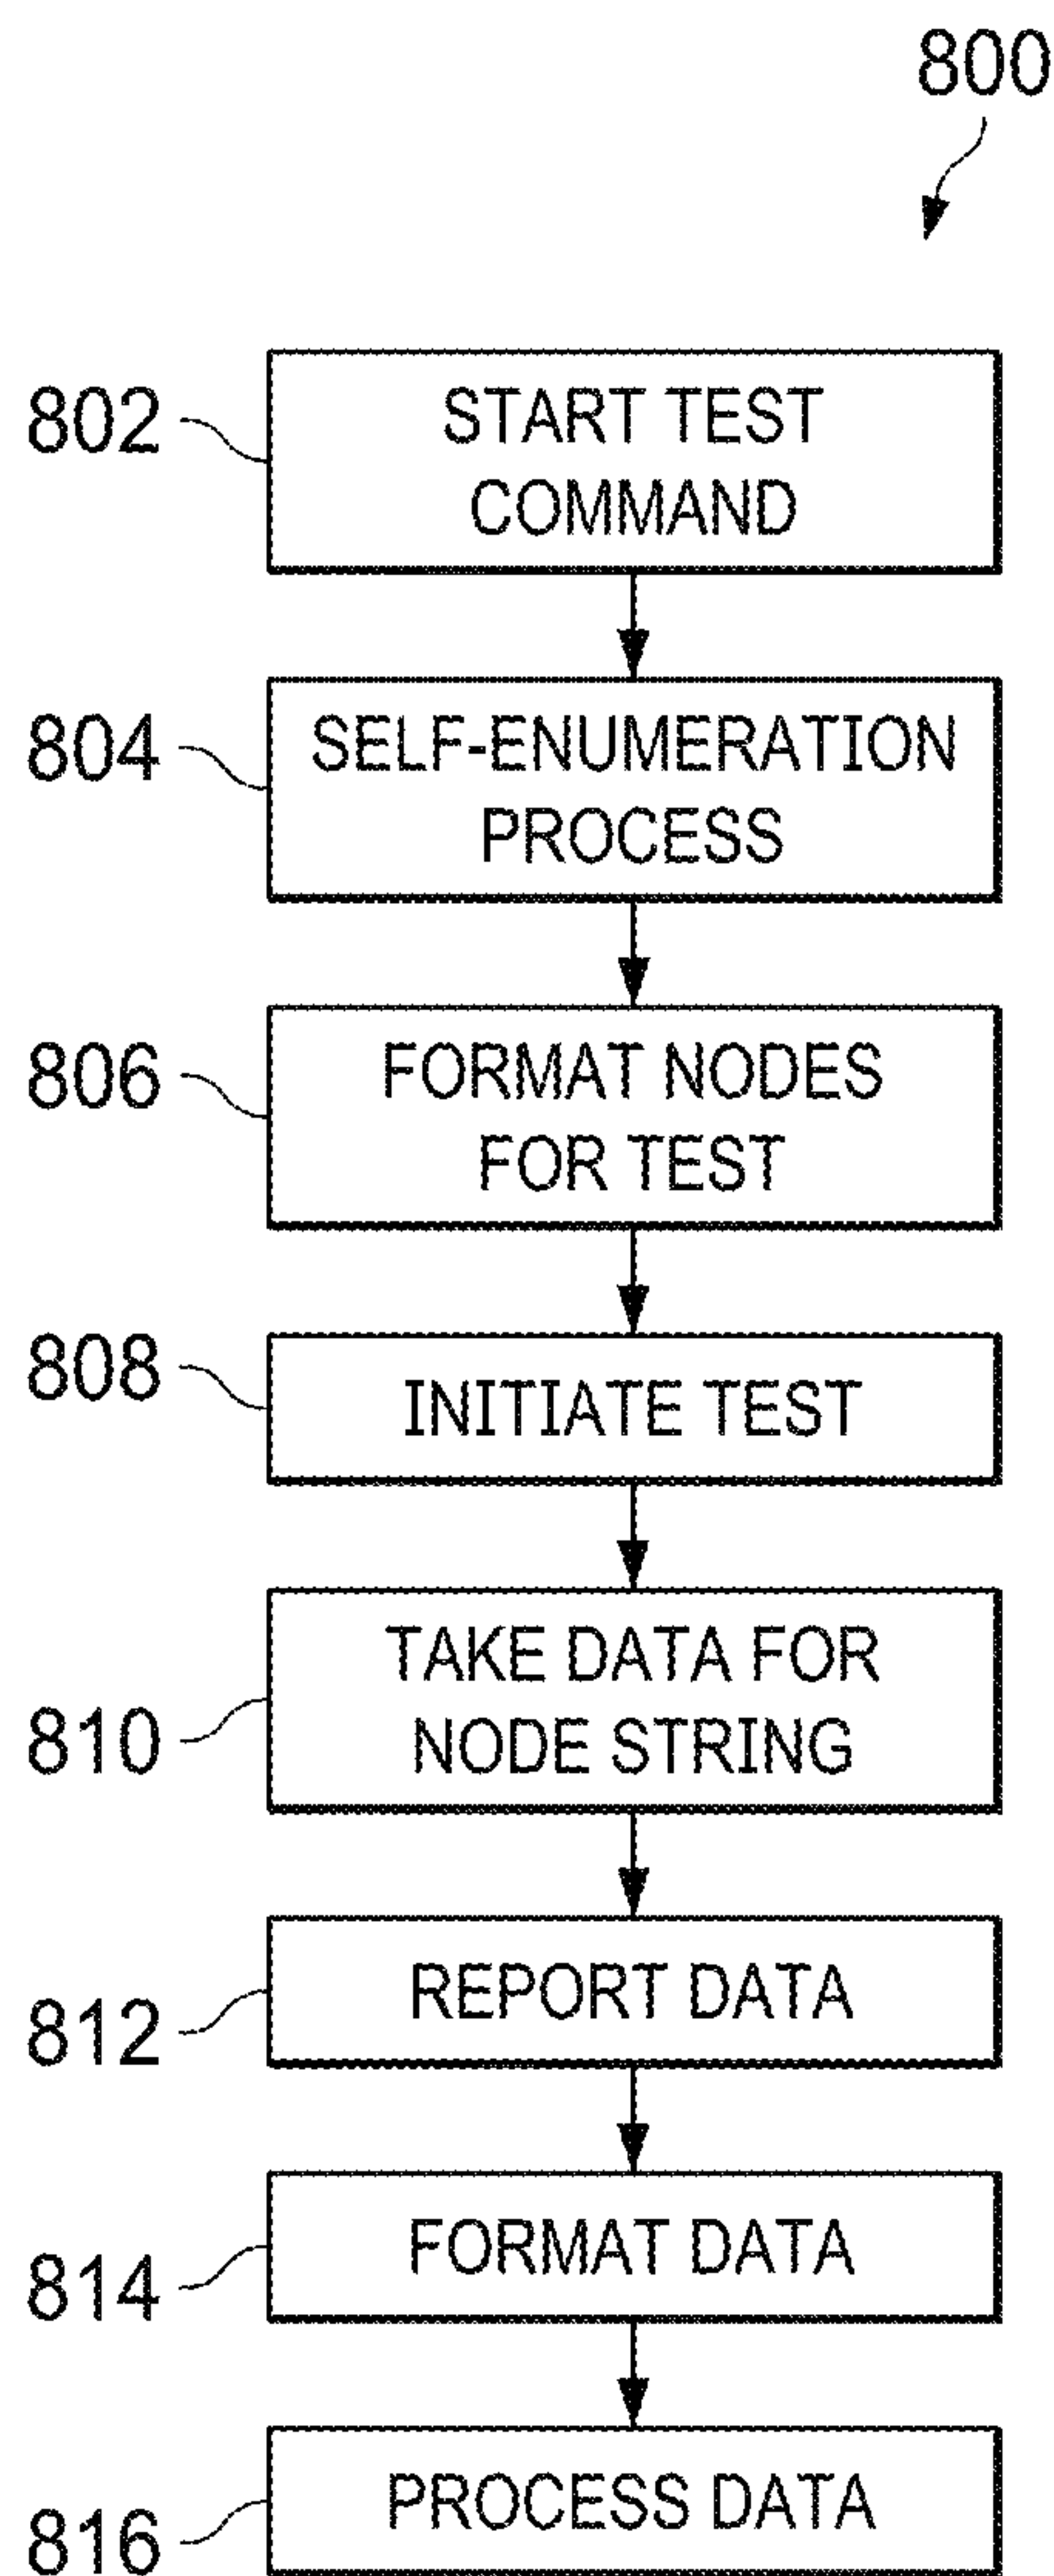 800
802
START TEST
COMMAND
804
SELF-ENUMERATION
PROCESS
806
FORMAT NODES
FOR TEST
808
INITIATE TEST
810
TAKE DATA FOR
NODE STRING
812
REPORT DATA
814
FORMAT DATA
816
PROCESS DATA